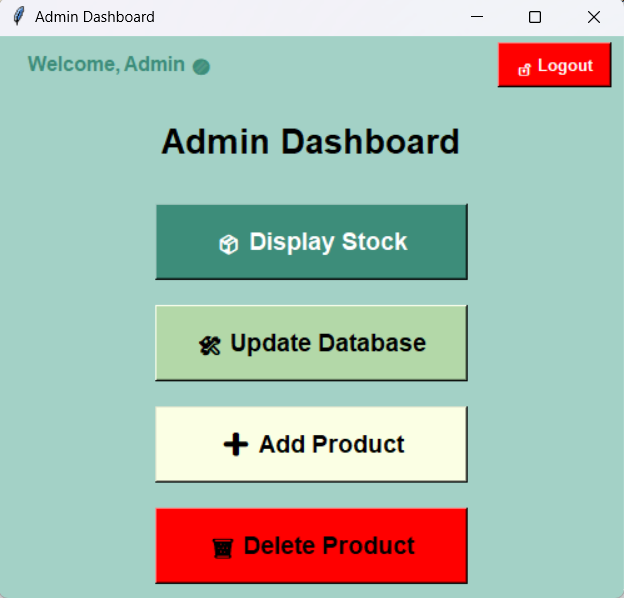 Admin Dashboard
Welcome, Admin
Logout
Admin Dashboard
Display Stock
Update Database
Add Product
Delete Product